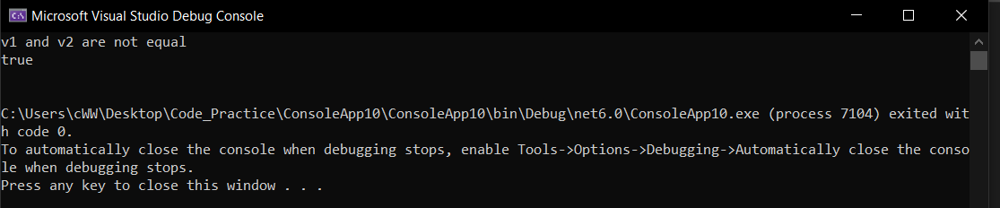 Microsoft Visual Studio Debug Console
v1 and v2 are not equal
true
C:\Users\cWW\Desktop\Code_Practice\ConsoleApp10\ConsoleApp10\bin\Debug\net6.0\ConsoleApp10.exe (process 7104) exited wit
h code 0.
To automatically close the console when debugging stops, enable Tools->Options->Debugging->Automatically close the conso
le when debugging stops.
Press any key to close this window . . .